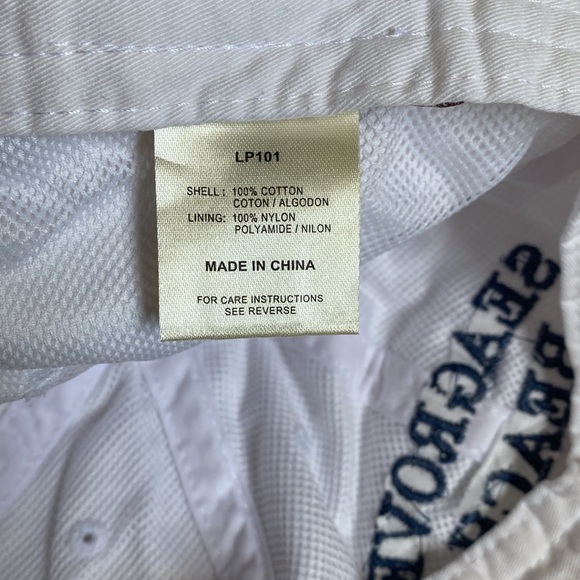 LP101
SHELL: 100% COTTON
COTON / ALGODON
LINING: 100% NYLON
POLYAMIDE / NILON
MADE IN CHINA
FOR CARE INSTRUCTIONS
SEE REVERSE
SEAGROVE
BEACH